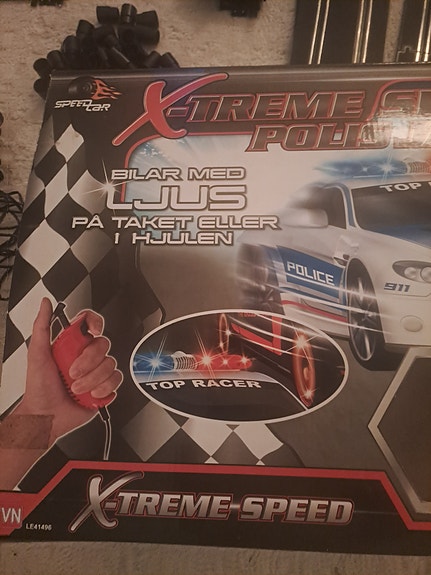 SPEED
CAR
X-TREME
POLI
BILAR MED
LJUS
PÅ TAKET ELLER
I HJULEN
TOP
POLICE
911
TOP RACER
X-TREME-SPEED
VN
LE41496